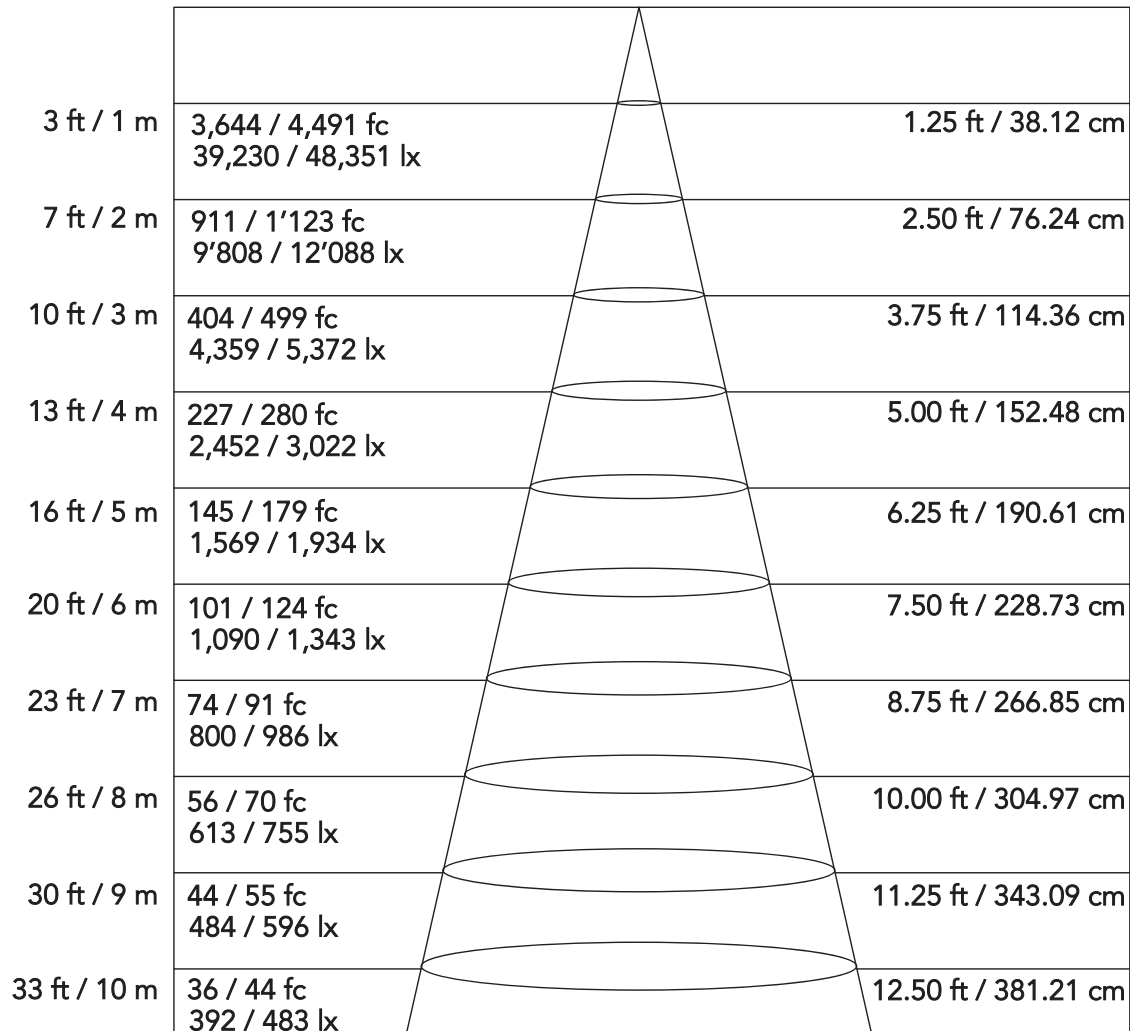 3 ft / 1 m
3,644 / 4,491 fc
39,230 / 48,351 lx
1.25 ft / 38.12 cm
7 ft / 2 m
911 / 1’123 fc
9’808 / 12’088 lx
2.50 ft / 76.24 cm
10 ft / 3 m
404 / 499 fc
4,359 / 5,372 lx
3.75 ft / 114.36 cm
13 ft / 4 m
227 / 280 fc
2,452 / 3,022 lx
5.00 ft / 152.48 cm
16 ft / 5 m
145 / 179 fc
1,569 / 1,934 lx
6.25 ft / 190.61 cm
20 ft / 6 m
101 / 124 fc
1,090 / 1,343 lx
7.50 ft / 228.73 cm
23 ft / 7 m
74 / 91 fc
800 / 986 lx
8.75 ft / 266.85 cm
26 ft / 8 m
56 / 70 fc
613 / 755 lx
10.00 ft / 304.97 cm
30 ft / 9 m
44 / 55 fc
484 / 596 lx
11.25 ft / 343.09 cm
33 ft / 10 m
36 / 44 fc
392 / 483 lx
12.50 ft / 381.21 cm